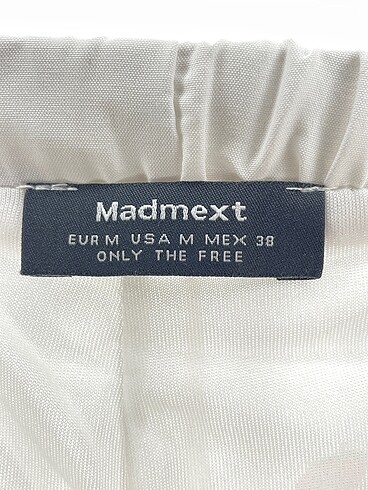 Madmext
EUR M USA M MEX 38
ONLY THE FREE